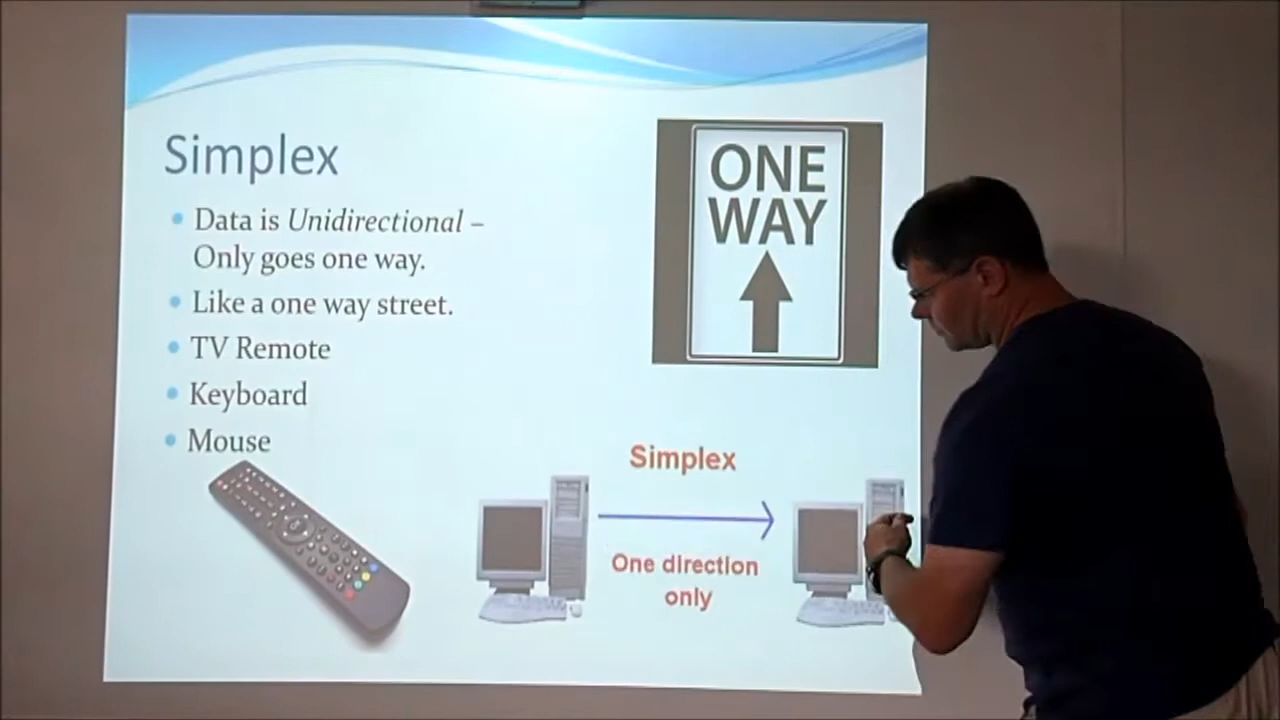 Simplex
Data is Unidirectional –
Only goes one way.
Like a one way street.
TV Remote
Keyboard
Mouse
ONE
WAY
Simplex
One direction
only